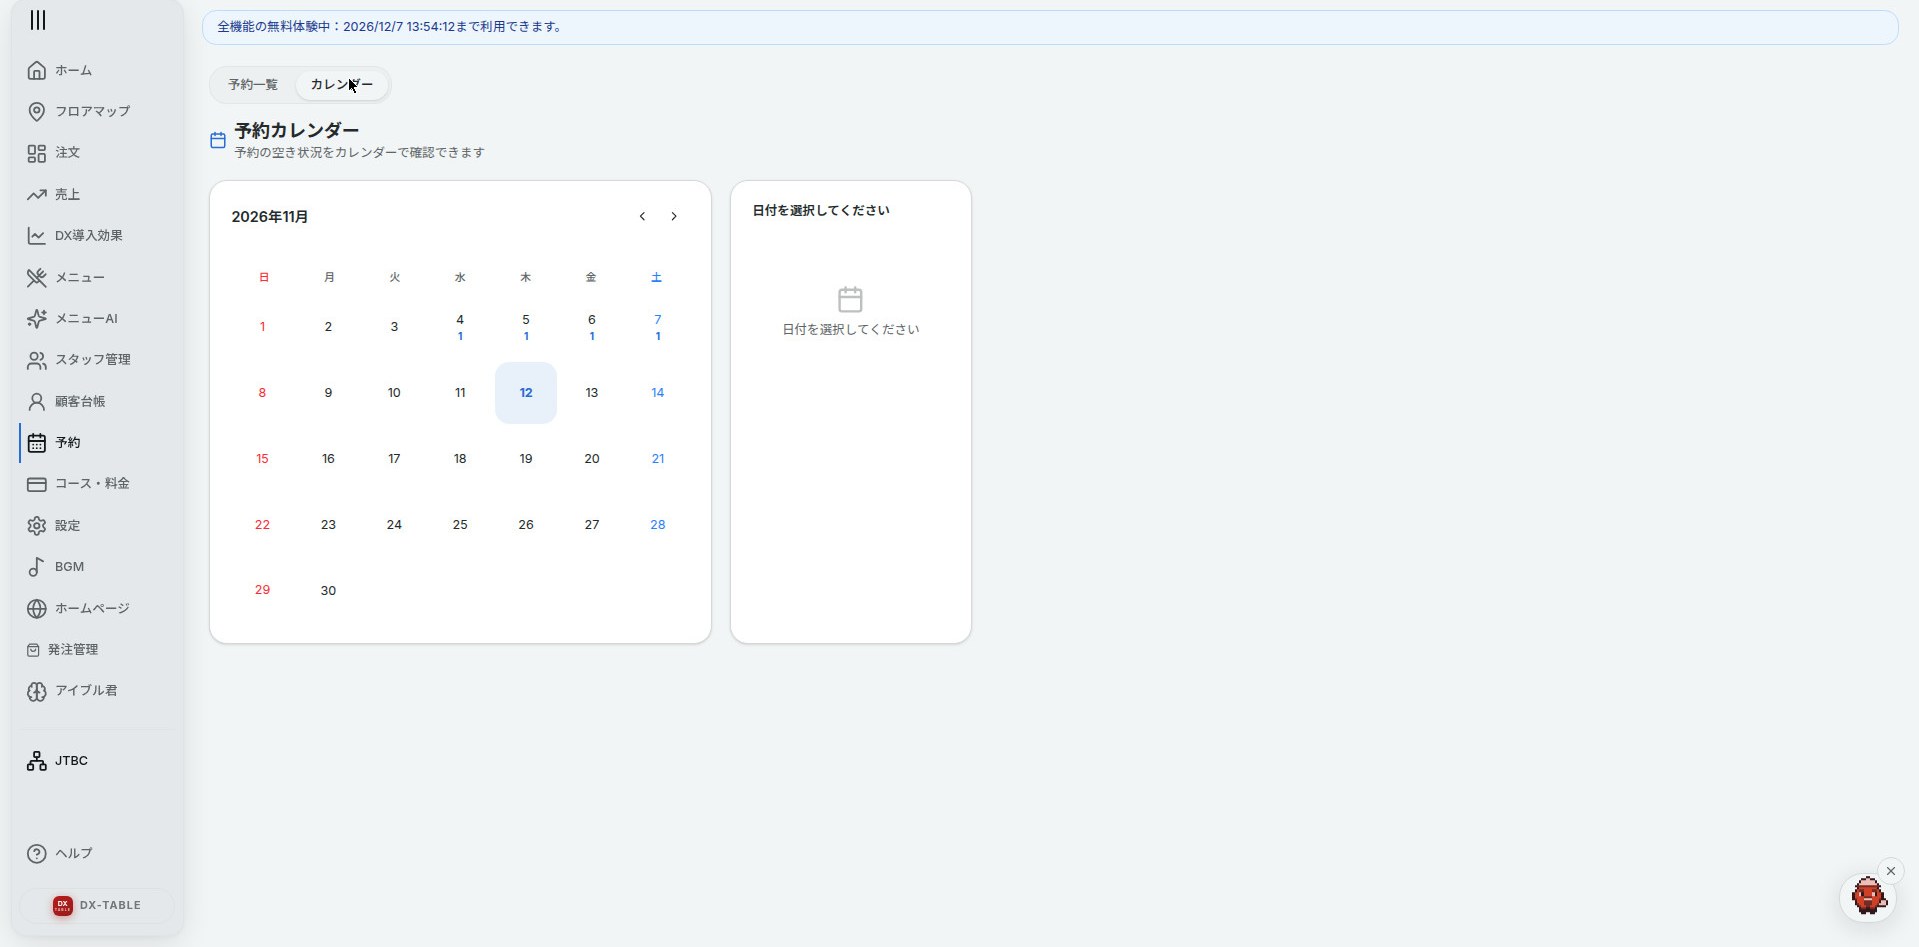 全機能の無料体験中：2026/12/7 13:54:12まで利用できます。
ホーム
フロアマップ
注文
売上
DX導入効果
メニュー
メニューAI
スタッフ管理
顧客台帳
予約
コース・料金
設定
BGM
ホームページ
発注管理
アイブル君
JTBC
ヘルプ
DX TABLE
DX-TABLE
予約一覧 カレンダー
予約カレンダー
予約の空き状況をカレンダーで確認できます
2026年11月
日 月 火 水 木 金 土
1 2 3 4 5 6 7
1 1 1 1
8 9 10 11 12 13 14
15 16 17 18 19 20 21
22 23 24 25 26 27 28
29 30
日付を選択してください
日付を選択してください